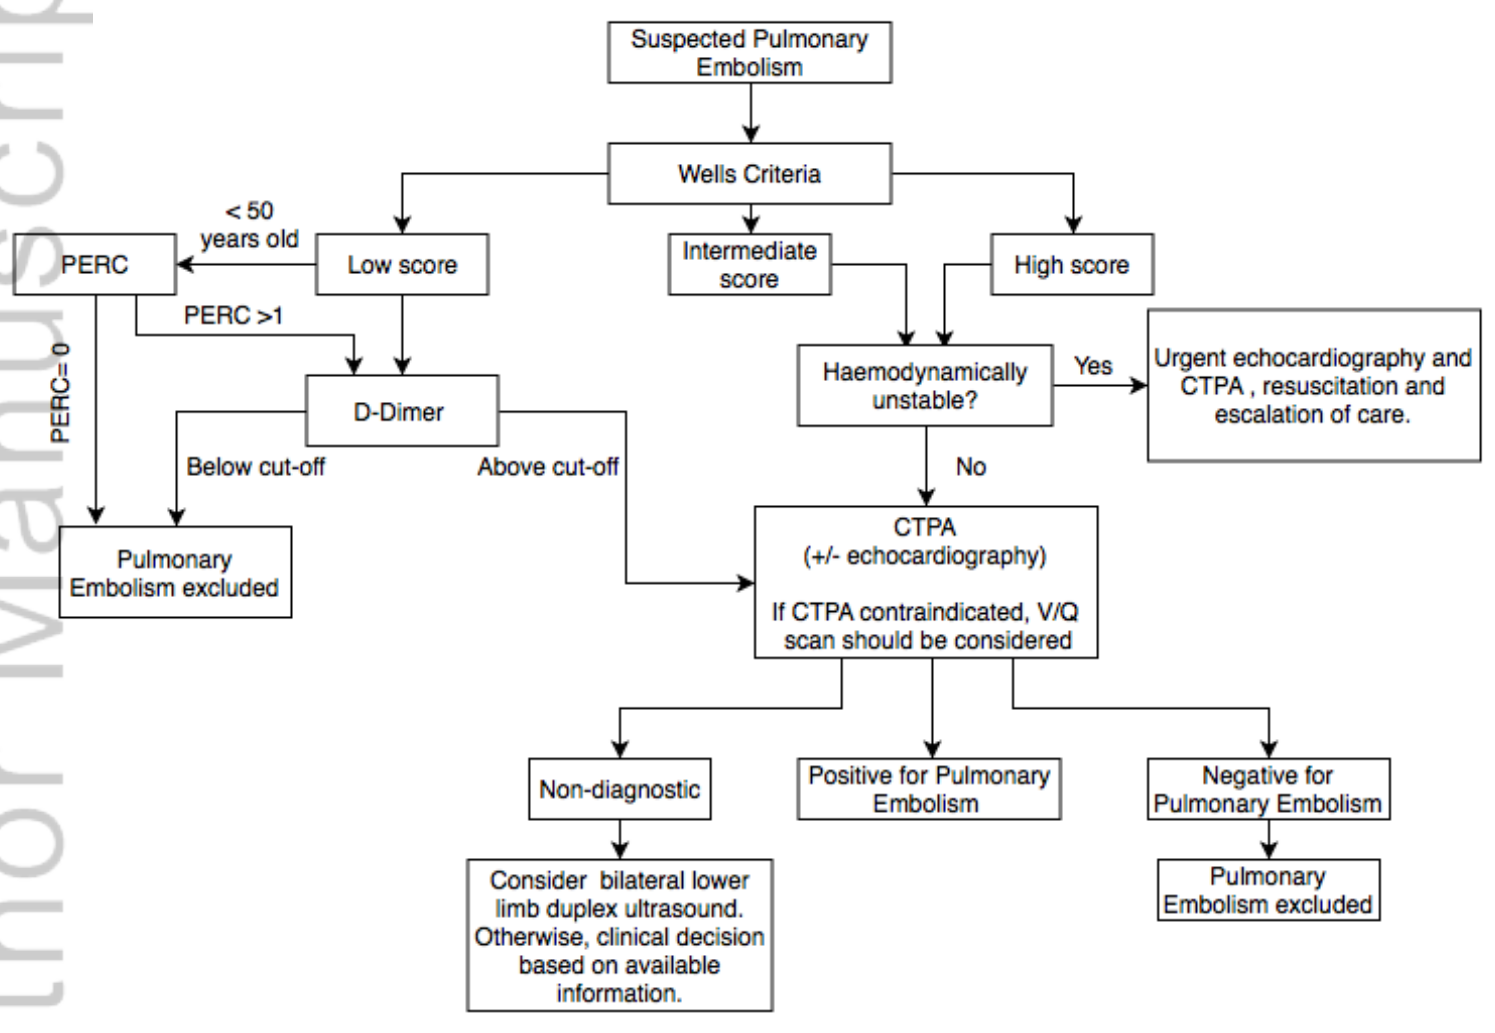 Suspected Pulmonary
Embolism
Wells Criteria
< 50
years old
PERC
Low score
Intermediate
score
High score
PERC >1
PERC= 0
Haemodynamically
unstable?
Yes
Urgent echocardiography and
CTPA , resuscitation and
escalation of care.
D-Dimer
Below cut-off
Above cut-off
No
Pulmonary
Embolism excluded
CTPA
(+/- echocardiography)
If CTPA contraindicated, V/Q
scan should be considered
Non-diagnostic
Positive for Pulmonary
Embolism
Negative for
Pulmonary Embolism
Consider  bilateral lower
limb duplex ultrasound.
Otherwise, clinical decision
based on available
information.
Pulmonary
Embolism excluded